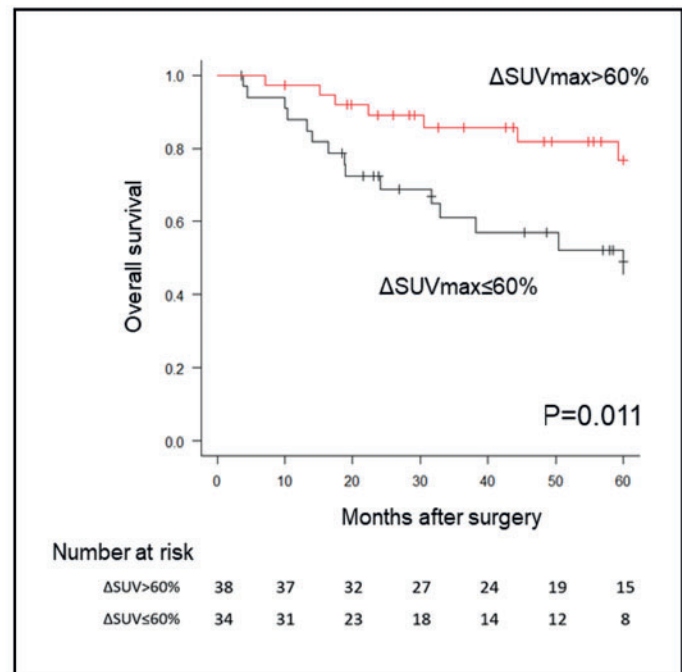 ΔSUVmax>60%
1.0
0.8
0.6
0.4
0.2
0.0
Overall survival
ΔSUVmax≤60%
P=0.011
0 10 20 30 40 50 60
Months after surgery
Number at risk
ΔSUV>60% 38 37 32 27 24 19 15
ΔSUV≤60% 34 31 23 18 14 12 8